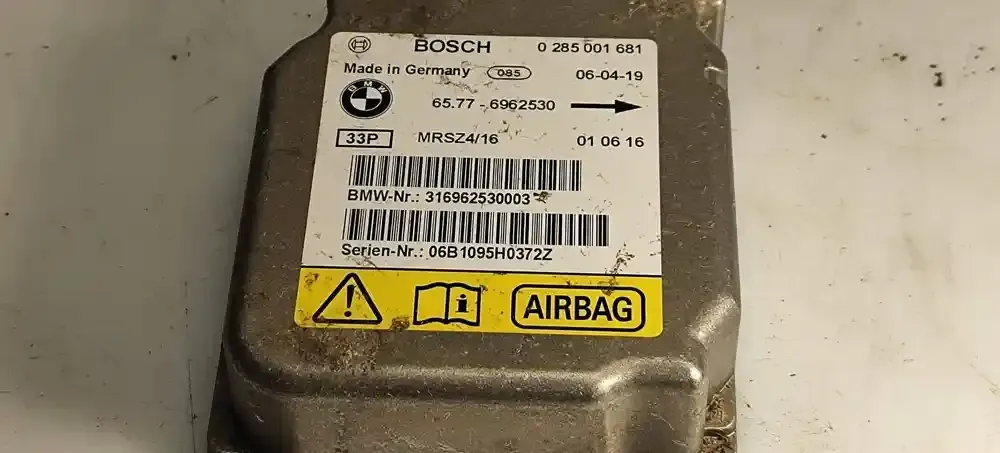 BOSCH 0 285 001 681
Made in Germany 085 06-04-19
BMW 65.77 - 6962530
33P MRSZ4/16 01 06 16
BMW-Nr.: 316962530003
Serien-Nr.: 06B1095H0372Z
AIRBAG